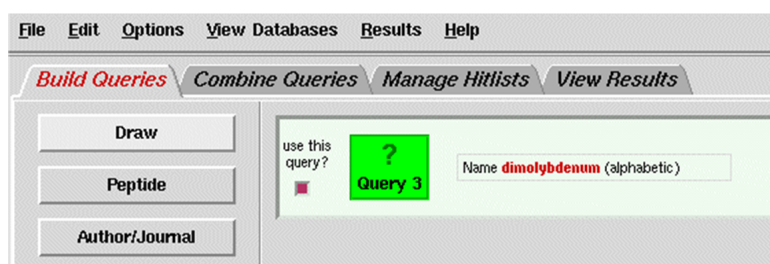 File Edit Options View Databases Results Help
Build Queries Combine Queries Manage Hitlists View Results
Draw
Peptide
Author/Journal
use this
query?
?
Query 3
Name dimolybdenum (alphabetic)